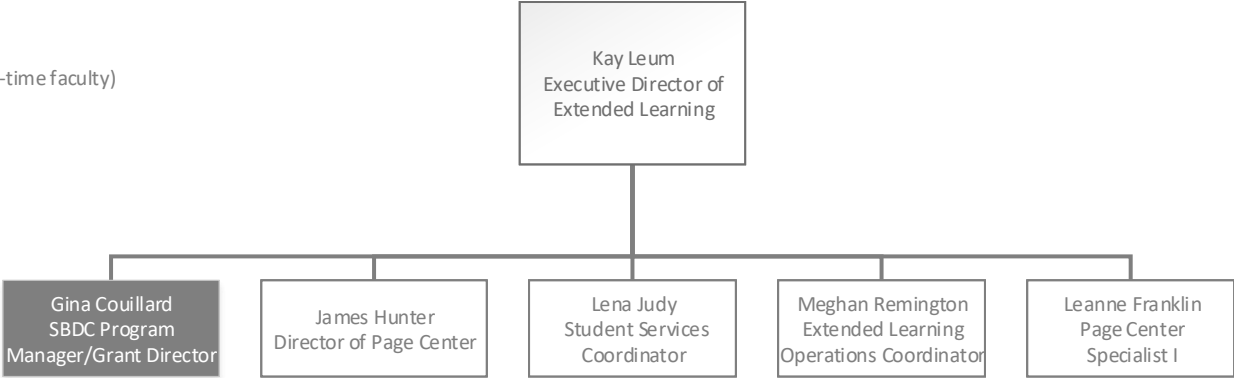 -time faculty)
Kay Leum
Executive Director of
Extended Learning
Gina Couillard
SBDC Program
Manager/Grant Director
James Hunter
Director of Page Center
Lena Judy
Student Services
Coordinator
Meghan Remington
Extended Learning
Operations Coordinator
Leanne Franklin
Page Center
Specialist I